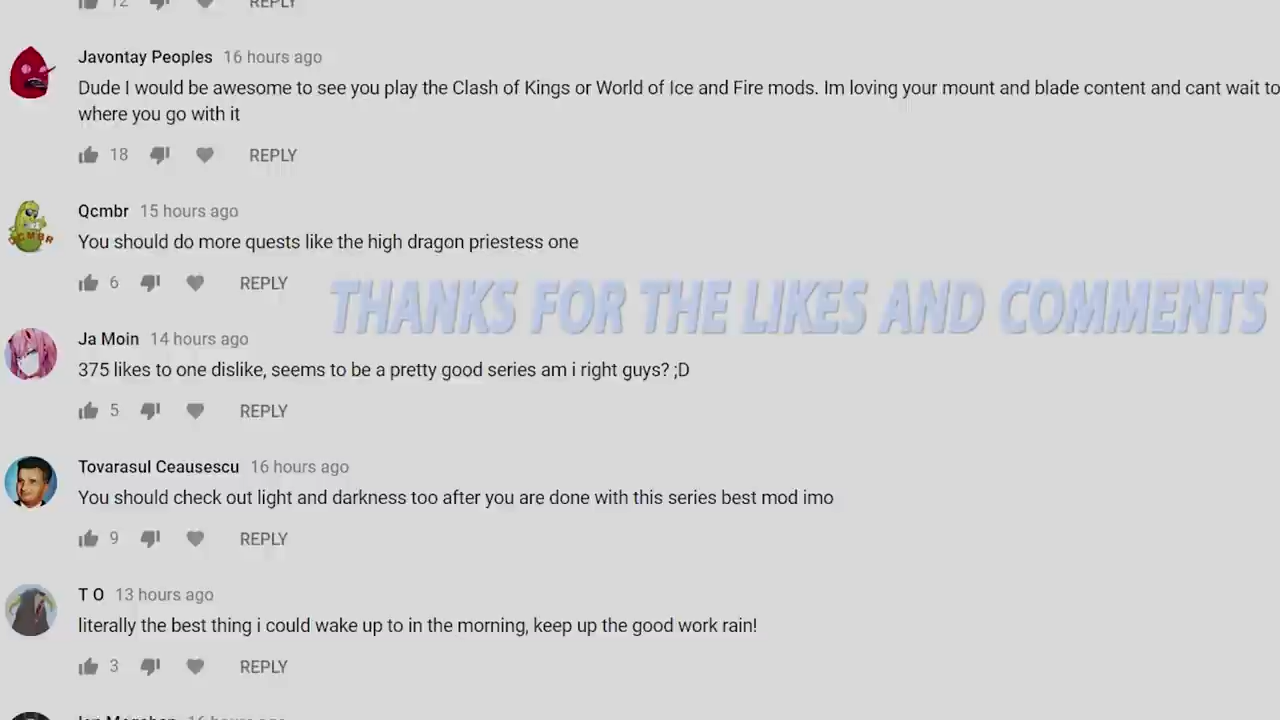 12 REPLY
Javontay Peoples 16 hours ago
Dude I would be awesome to see you play the Clash of Kings or World of Ice and Fire mods. Im loving your mount and blade content and cant wait to
where you go with it
18 REPLY
Qcmbr 15 hours ago
You should do more quests like the high dragon priestess one
6 REPLY
THANKS FOR THE LIKES AND COMMENTS
Ja Moin 14 hours ago
375 likes to one dislike, seems to be a pretty good series am i right guys? ;D
5 REPLY
Tovarasul Ceausescu 16 hours ago
You should check out light and darkness too after you are done with this series best mod imo
9 REPLY
T O 13 hours ago
literally the best thing i could wake up to in the morning, keep up the good work rain!
3 REPLY